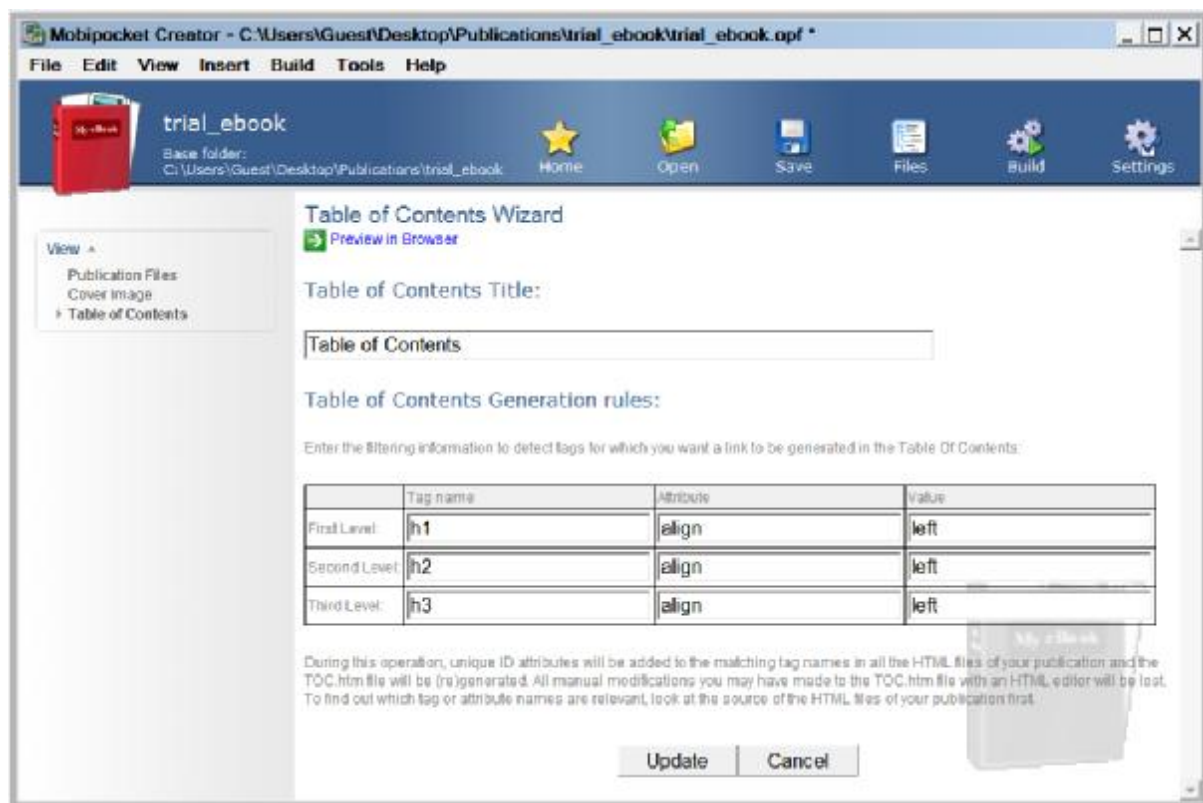 Mobipocket Creator - C:\Users\Guest\Desktop\Publications\trial_ebook\trial_ebook.opf *
File Edit View Insert Build Tools Help
My eBook
trial_ebook
Base folder:
C:\Users\Guest\Desktop\Publications\trial_ebook
Home Open Save Files Build Settings
View
Publication Files
Cover Image
Table of Contents
Table of Contents Wizard
Preview in Browser
Table of Contents Title:
Table of Contents
Table of Contents Generation rules:
Enter the filtering information to detect tags for which you want a link to be generated in the Table Of Contents:
Tag name Attribute Value
First Level: h1 align left
Second Level: h2 align left
Third Level: h3 align left
My eBook
During this operation, unique ID attributes will be added to the matching tag names in all the HTML files of your publication and the
TOC.htm file will be (re)generated. All manual modifications you may have made to the TOC.htm file with an HTML editor will be lost.
To find out which tag or attribute names are relevant, look at the source of the HTML files of your publication first.
Update Cancel